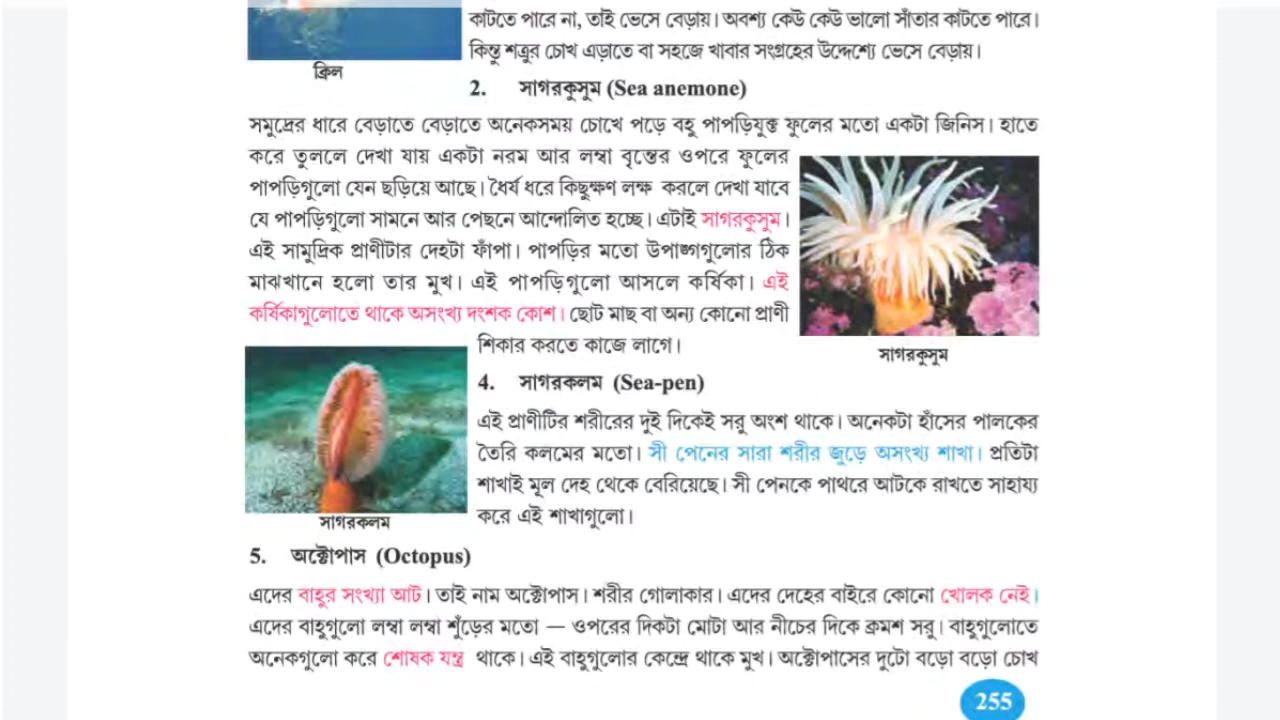 কাটতে পারে না, তাই ভেসে বেড়ায়। অবশ্য কেউ কেউ ভালো সাঁতার কাটতে পারে।
কিন্তু শত্রুর চোখ এড়াতে বা সহজে খাবার সংগ্রহের উদ্দেশ্যে ভেসে বেড়ায়।
ক্রিল
2. সাগরকুসুম (Sea anemone)
সমুদ্রের ধারে বেড়াতে বেড়াতে অনেকসময় চোখে পড়ে বহু পাপড়িযুক্ত ফুলের মতো একটা জিনিস। হাতে
করে তুললে দেখা যায় একটা নরম আর লম্বা বৃন্তের ওপরে ফুলের
পাপড়িগুলো যেন ছড়িয়ে আছে। ধৈর্য ধরে কিছুক্ষণ লক্ষ করলে দেখা যাবে
যে পাপড়িগুলো সামনে আর পেছনে আন্দোলিত হচ্ছে। এটাই সাগরকুসুম।
এই সামুদ্রিক প্রাণীটার দেহটা ফাঁপা। পাপড়ির মতো উপাঙ্গগুলোর ঠিক
মাঝখানে হলো তার মুখ। এই পাপড়িগুলো আসলে কর্ষিকা। এই
কর্ষিকাগুলোতে থাকে অসংখ্য দংশক কোশ। ছোট মাছ বা অন্য কোনো প্রাণী
শিকার করতে কাজে লাগে।
সাগরকুসুম
4. সাগরকলম (Sea-pen)
এই প্রাণীটির শরীরের দুই দিকেই সরু অংশ থাকে। অনেকটা হাঁসের পালকের
তৈরি কলমের মতো। সী পেনের সারা শরীর জুড়ে অসংখ্য শাখা। প্রতিটা
শাখাই মূল দেহ থেকে বেরিয়েছে। সী পেনকে পাথরে আটকে রাখতে সাহায্য
করে এই শাখাগুলো।
সাগরকলম
5. অক্টোপাস (Octopus)
এদের বাহুর সংখ্যা আট। তাই নাম অক্টোপাস। শরীর গোলাকার। এদের দেহের বাইরে কোনো খোলক নেই।
এদের বাহুগুলো লম্বা লম্বা শুঁড়ের মতো — ওপরের দিকটা মোটা আর নীচের দিকে ক্রমশ সরু। বাহুগুলোতে
অনেকগুলো করে শোষক যন্ত্র থাকে। এই বাহুগুলোর কেন্দ্রে থাকে মুখ। অক্টোপাসের দুটো বড়ো বড়ো চোখ
255